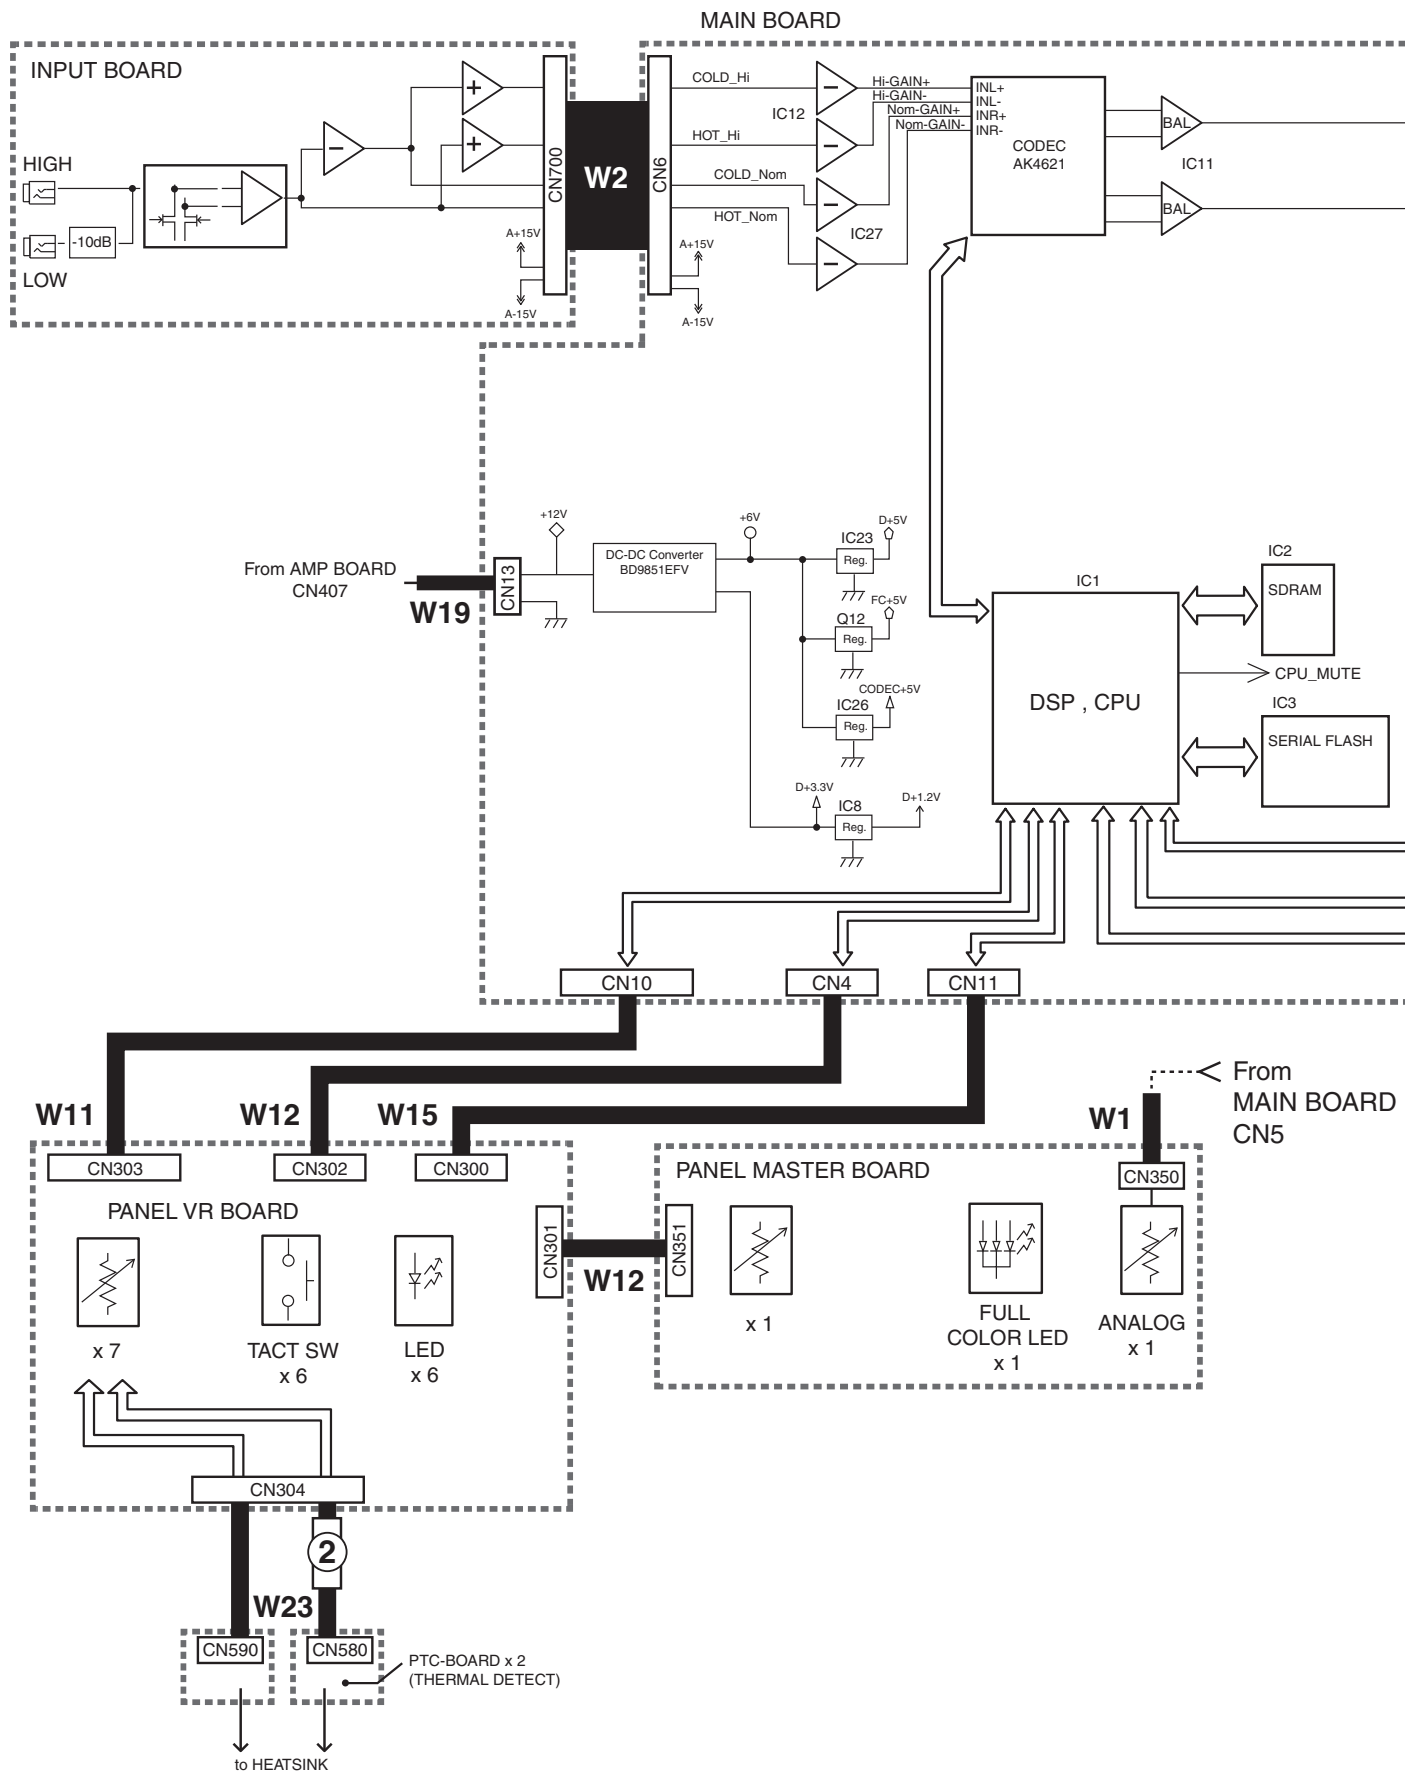 MAIN BOARD
INPUT BOARD
HIGH
-10dB
LOW
+
+
−
CN700
A+15V
A-15V
W2
CN6
A+15V
A-15V
COLD_Hi
HOT_Hi
COLD_Nom
HOT_Nom
−
−
−
−
IC12
IC27
Hi-GAIN+
Hi-GAIN-
Nom-GAIN+
Nom-GAIN-
INL+
INL-
INR+
INR-
CODEC
AK4621
BAL
IC11
BAL
From AMP BOARD
CN407
W19
CN13
+12V
DC-DC Converter
BD9851EFV
+6V
IC23
Reg.
D+5V
Q12
Reg.
FC+5V
IC26
Reg.
CODEC+5V
D+3.3V
IC8
Reg.
D+1.2V
IC1
DSP , CPU
IC2
SDRAM
CPU_MUTE
IC3
SERIAL FLASH
CN10
CN4
CN11
W11
W12
W15
W1
From
MAIN BOARD
CN5
CN303
CN302
CN300
PANEL VR BOARD
x 7
TACT SW
x 6
LED
x 6
CN301
W12
CN351
PANEL MASTER BOARD
CN350
x 1
FULL
COLOR LED
x 1
ANALOG
x 1
CN304
2
W23
CN590
CN580
PTC-BOARD x 2
(THERMAL DETECT)
to HEATSINK